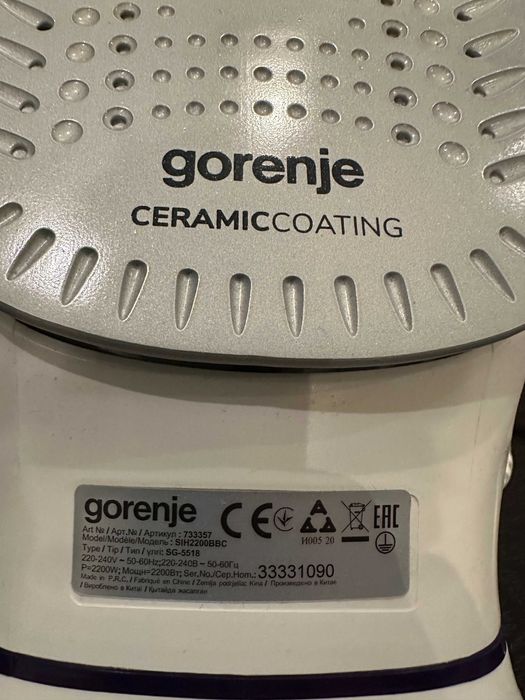 gorenje
CERAMICCOATING
gorenje
Art № / Арт.№ / Артикул : 733357
Model/Modèle/Модель : SIH2200BBC
Type / Tip / Тип / үлгі: SG-5518
220-240V ~ 50-60Hz;220-240В ~ 50-60Гц
P=2200W; Мощн=2200Вт; Ser.No./Сер.Ном.: 33331090
Made in P.R.C./ Fabriqué en Chine / Zemlja porijekla: Kina / Произведено в Китае
/ Вироблено в Китаї / Қытайда жасалған
CE
И005 20
EAC